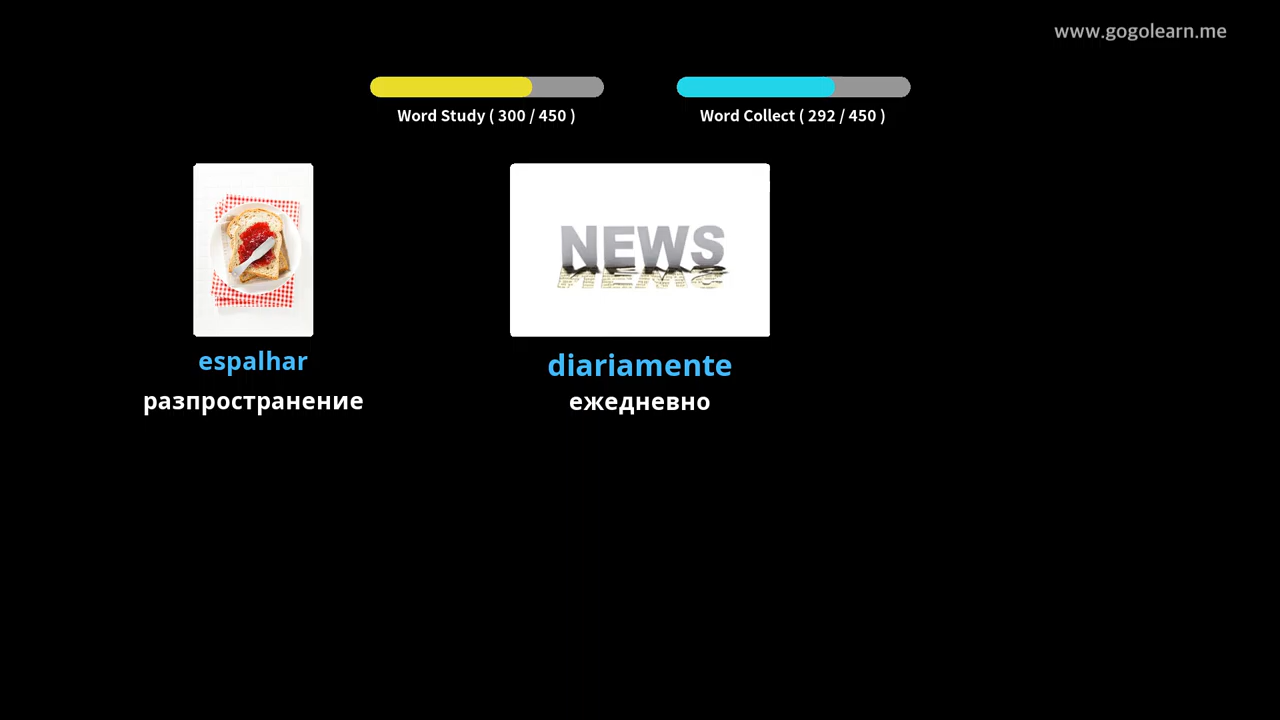 www.gogolearn.me
Word Study ( 300 / 450 )
Word Collect ( 292 / 450 )
NEWS
espalhar
разпространение
diariamente
ежедневно